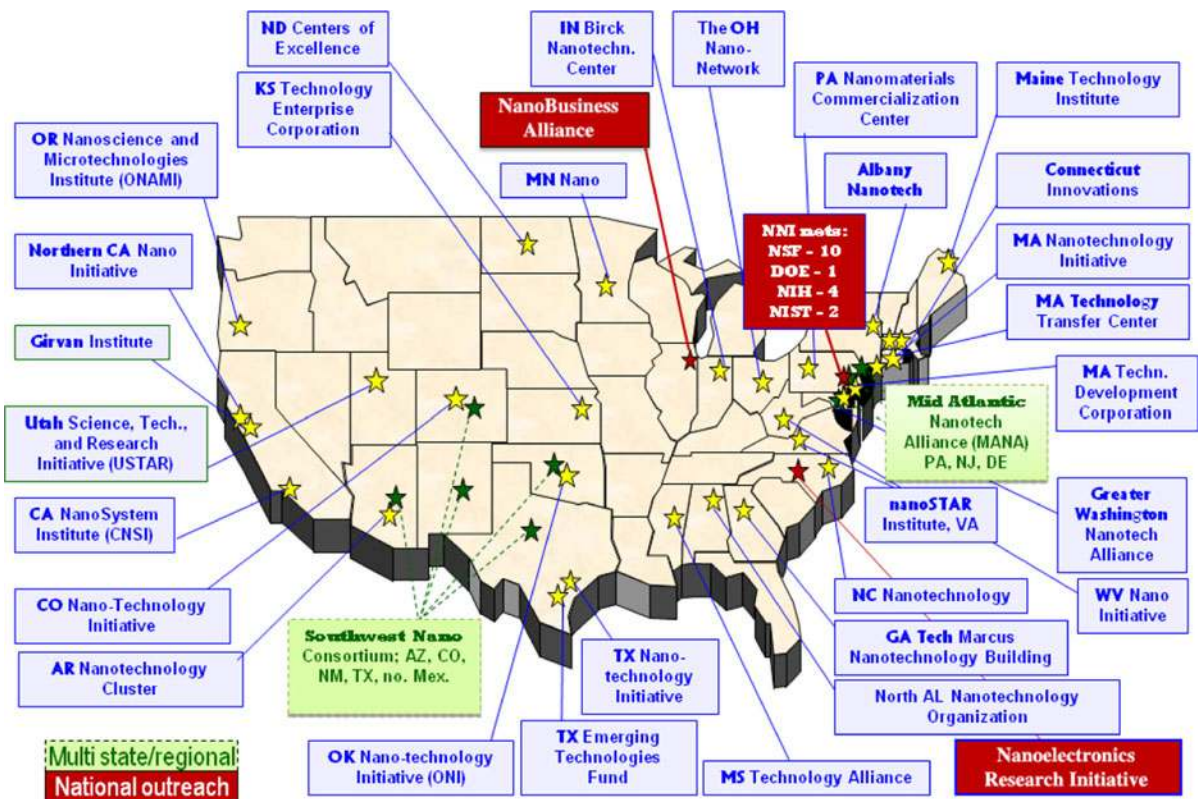 ND Centers of
Excellence
KS Technology
Enterprise
Corporation
IN Birck
Nanotechn.
Center
The OH
Nano-
Network
PA Nanomaterials
Commercialization
Center
Maine Technology
Institute
NanoBusiness
Alliance
OR Nanoscience and
Microtechnologies
Institute (ONAMI)
MN Nano
Albany
Nanotech
Connecticut
Innovations
NNI nets:
NSF - 10
DOE - 1
NIH - 4
NIST - 2
Northern CA Nano
Initiative
MA Nanotechnology
Initiative
MA Technology
Transfer Center
Girvan Institute
MA Techn.
Development
Corporation
Utah Science, Tech.,
and Research
Initiative (USTAR)
Mid Atlantic
Nanotech
Alliance (MANA)
PA, NJ, DE
CA NanoSystem
Institute (CNSI)
nanoSTAR
Institute, VA
Greater
Washington
Nanotech
Alliance
CO Nano-Technology
Initiative
NC Nanotechnology
WV Nano
Initiative
Southwest Nano
Consortium; AZ, CO,
NM, TX, no. Mex.
GA Tech Marcus
Nanotechnology Building
AR Nanotechnology
Cluster
TX Nano-
technology
Initiative
North AL Nanotechnology
Organization
OK Nano-technology
Initiative (ONI)
TX Emerging
Technologies
Fund
MS Technology Alliance
Nanoelectronics
Research Initiative
Multi state/regional
National outreach